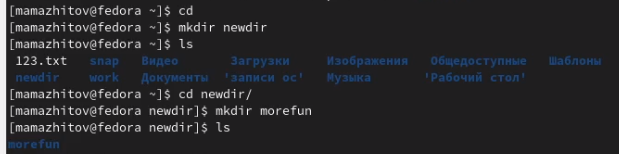 [mamazhitov@fedora ~]$ cd
[mamazhitov@fedora ~]$ mkdir newdir
[mamazhitov@fedora ~]$ ls
123.txt snap Видео Загрузки Изображения Общедоступные Шаблоны
newdir work Документы 'записи ос' Музыка 'Рабочий стол'
[mamazhitov@fedora ~]$ cd newdir/
[mamazhitov@fedora newdir]$ mkdir morefun
[mamazhitov@fedora newdir]$ ls
morefun